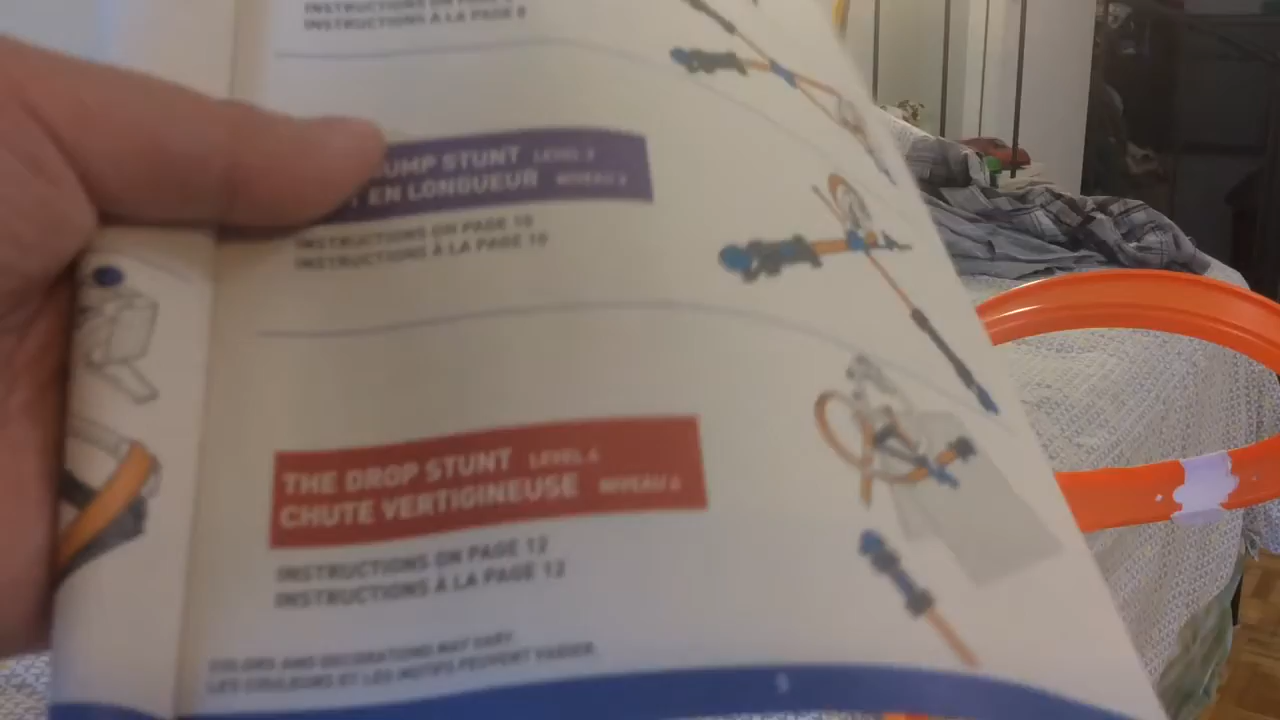 INSTRUCTIONS À LA PAGE 8
UMP STUNT LEVEL 3
EN LONGUEUR NIVEAU 3
INSTRUCTIONS ON PAGE 10
INSTRUCTIONS À LA PAGE 10
THE DROP STUNT LEVEL 4
CHUTE VERTIGINEUSE NIVEAU 4
INSTRUCTIONS ON PAGE 12
INSTRUCTIONS À LA PAGE 12
COLORS AND DECORATIONS MAY VARY.
LES COULEURS ET LES MOTIFS PEUVENT VARIER.